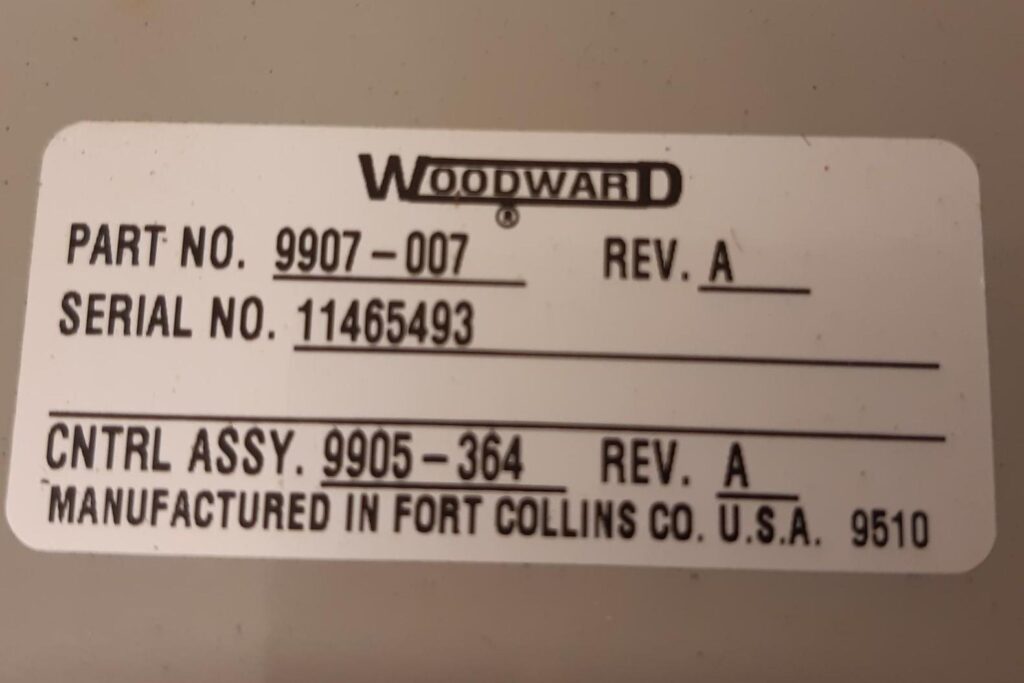 WOODWARD
®
PART NO. 9907-007 REV. A
SERIAL NO. 11465493
CNTRL ASSY. 9905-364 REV. A
MANUFACTURED IN FORT COLLINS CO. U.S.A. 9510